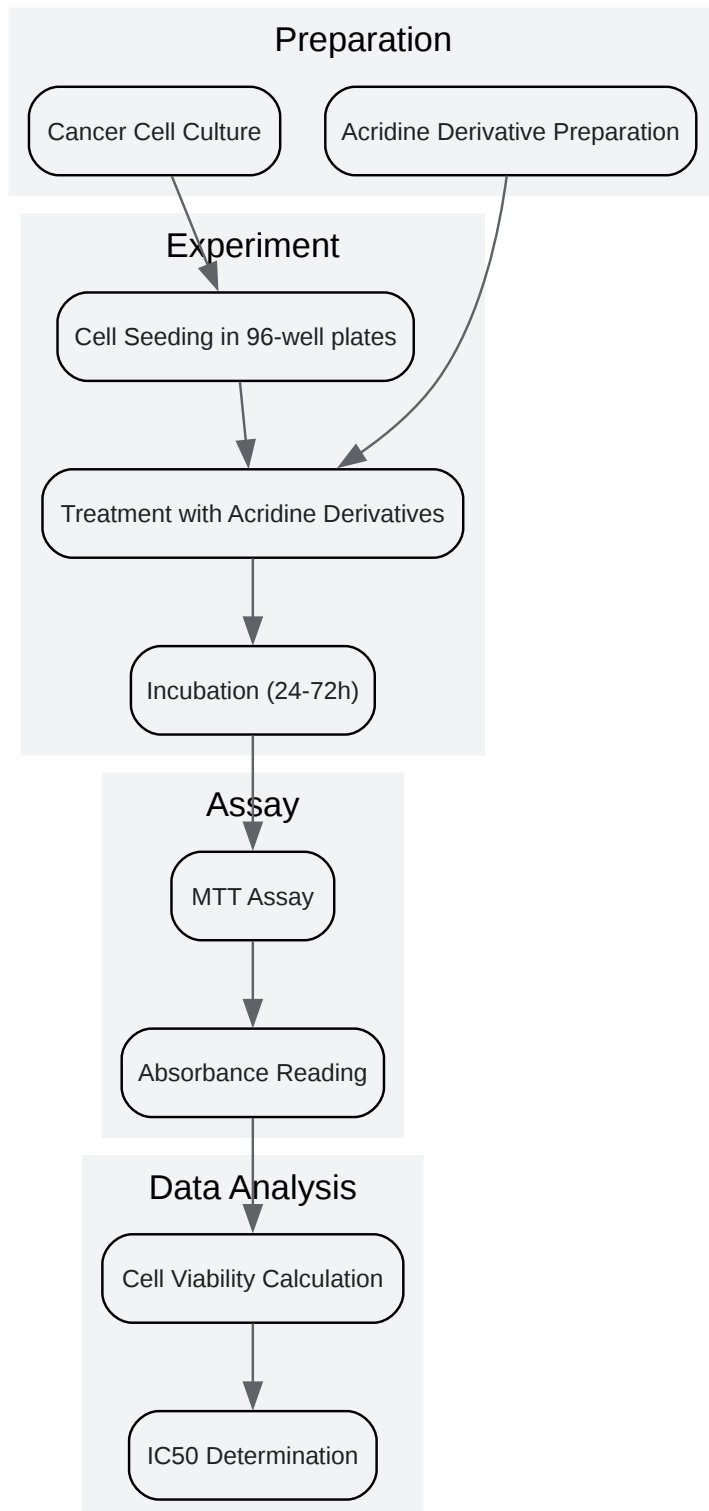 Preparation
Cancer Cell Culture
Acridine Derivative Preparation
Experiment
Cell Seeding in 96-well plates
Treatment with Acridine Derivatives
Incubation (24-72h)
Assay
MTT Assay
Absorbance Reading
Data Analysis
Cell Viability Calculation
IC50 Determination